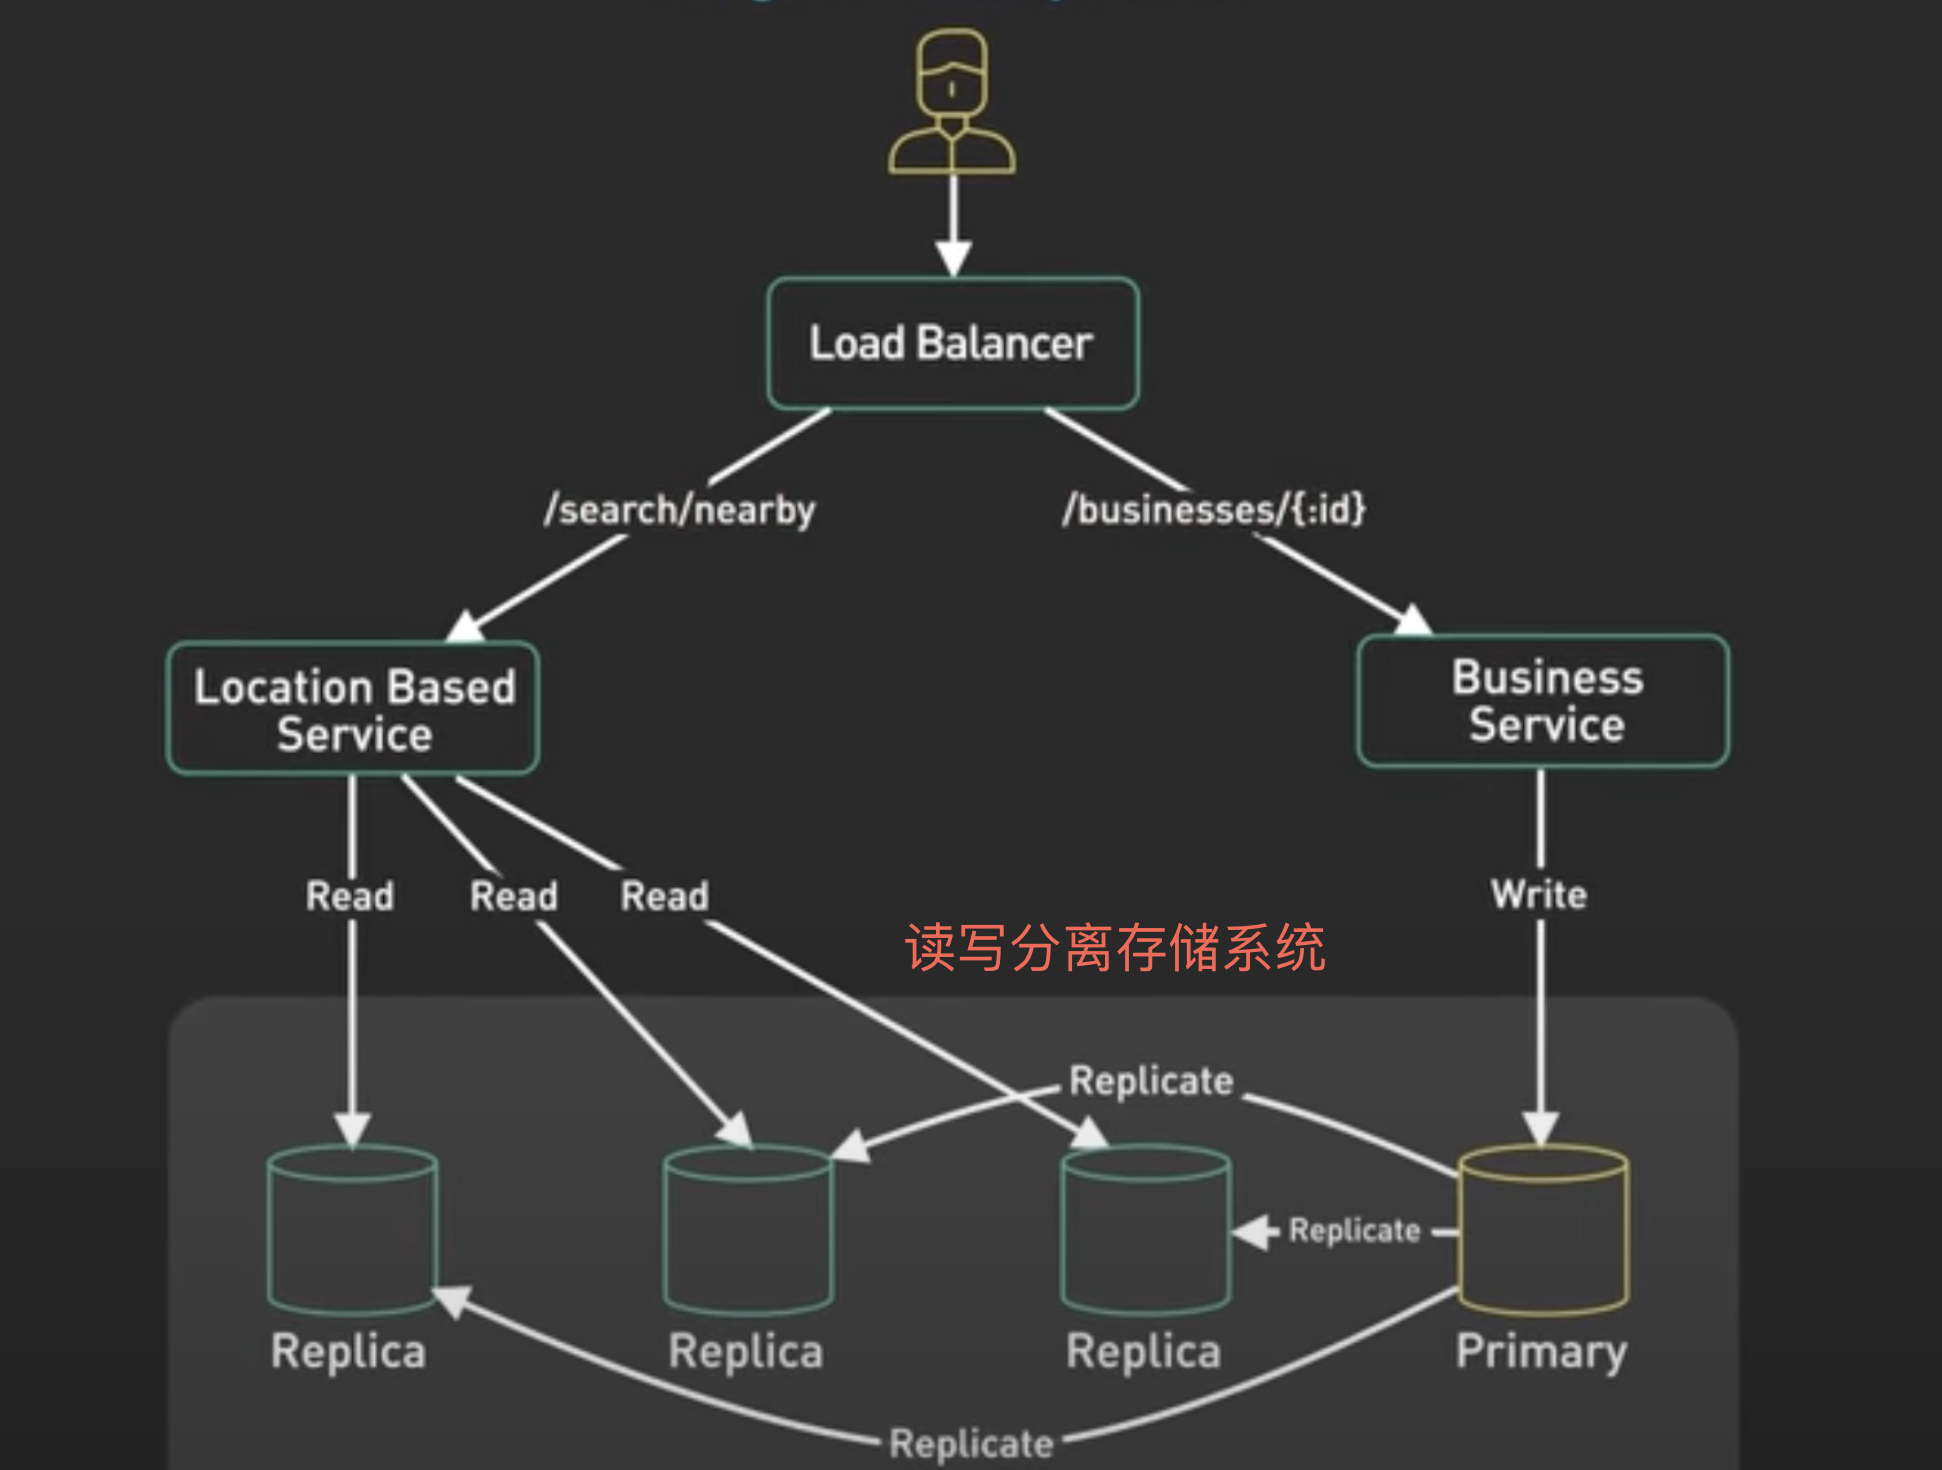 Load Balancer
/search/nearby
/businesses/{:id}
Location Based
Service
Business
Service
Read
Read
Read
Write
读写分离存储系统
Replicate
Replicate
Replica
Replica
Replica
Primary
Replicate